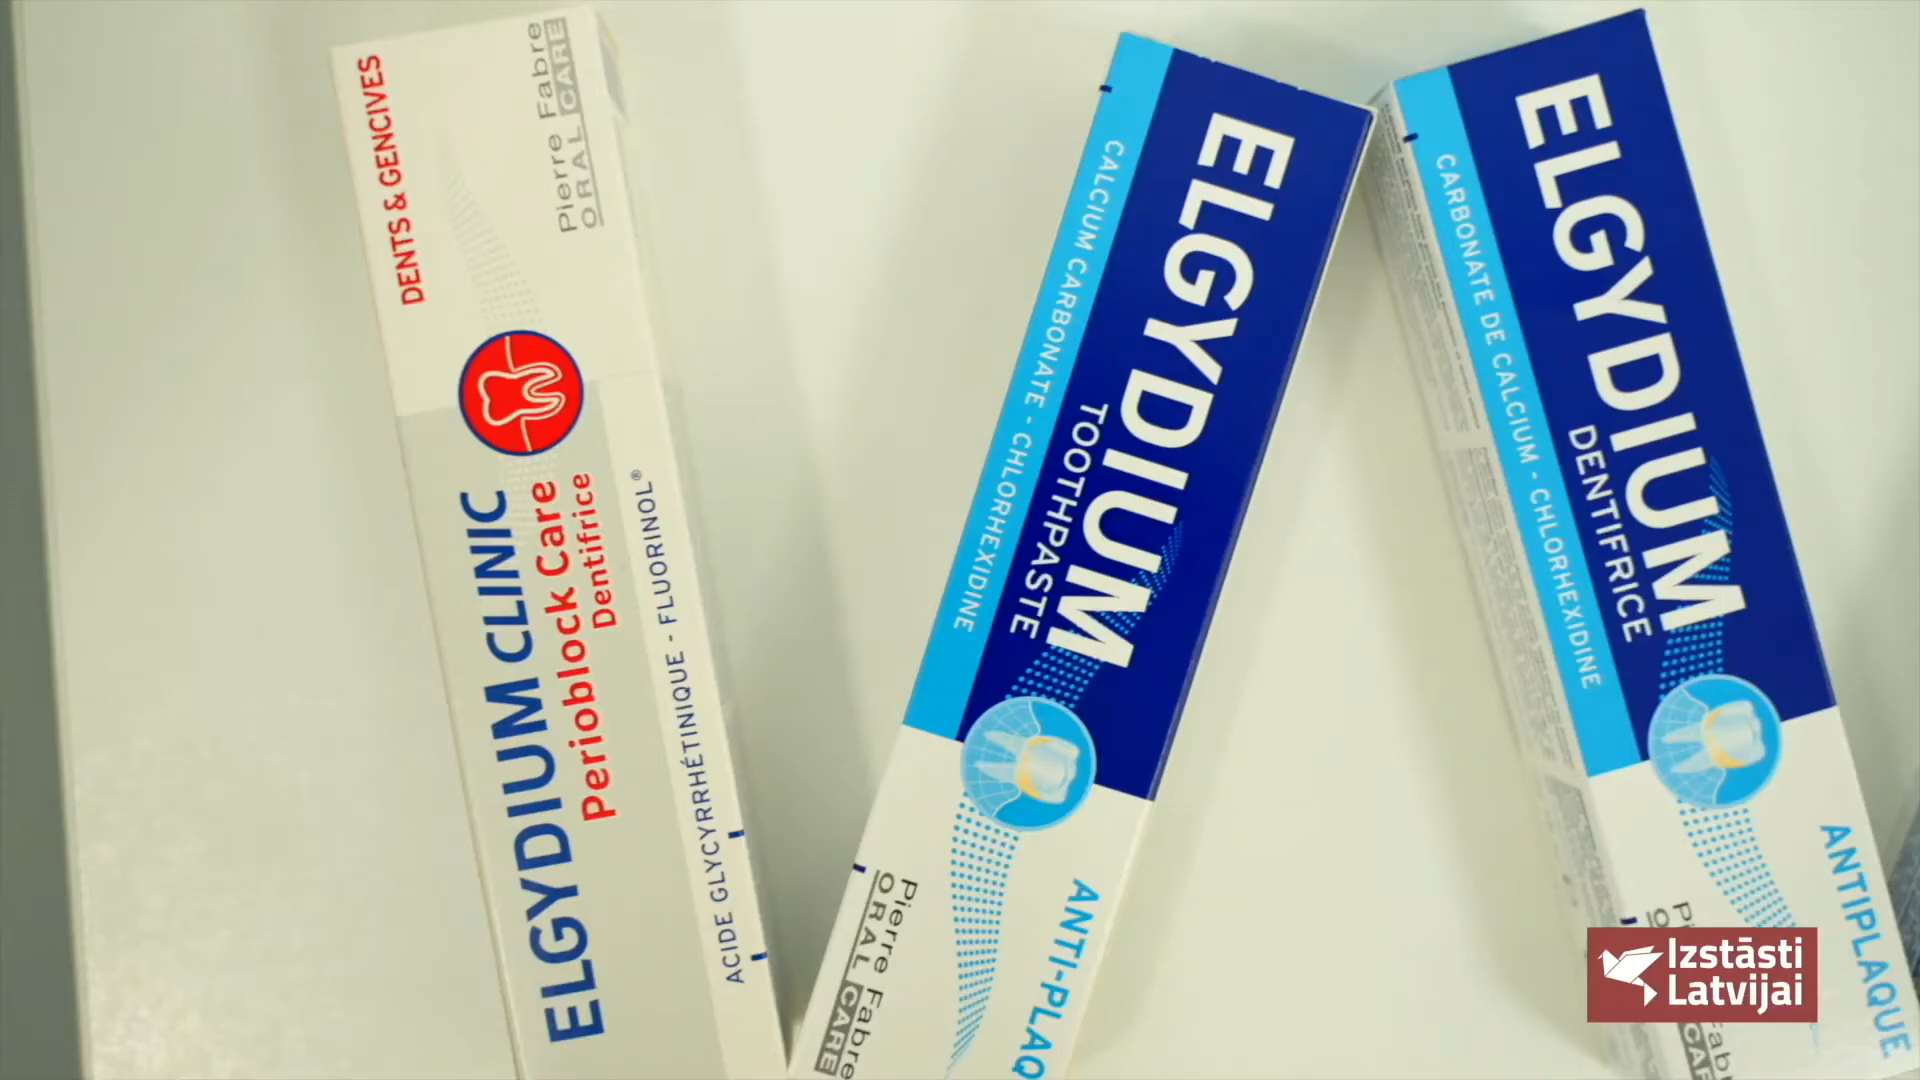 DENTS & GENCIVES
Pierre Fabre
ORAL CARE
ELGYDIUM CLINIC
Perioblock Care
Dentifrice
ACIDE GLYCYRRHÉTINIQUE - FLUORINOL®
CALCIUM CARBONATE - CHLORHEXIDINE
ELGYDIUM
TOOTHPASTE
ANTI-PLAQ
Pierre Fabre
ORAL CARE
CARBONATE DE CALCIUM - CHLORHEXIDINE
ELGYDIUM
DENTIFRICE
ANTIPLAQUE
Izstāsti
Latvijai